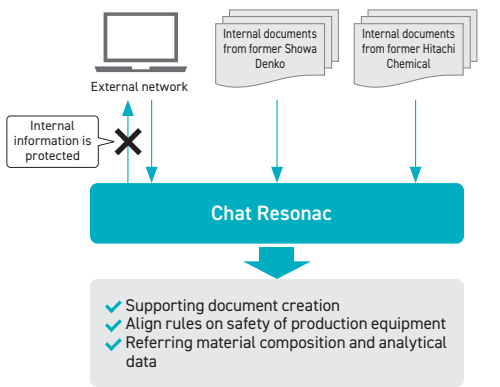 External network
Internal documents
from former Showa
Denko
Internal documents
from former Hitachi
Chemical
Internal
information is
protected
Chat Resonac
Supporting document creation
Align rules on safety of production equipment
Referring material composition and analytical
data